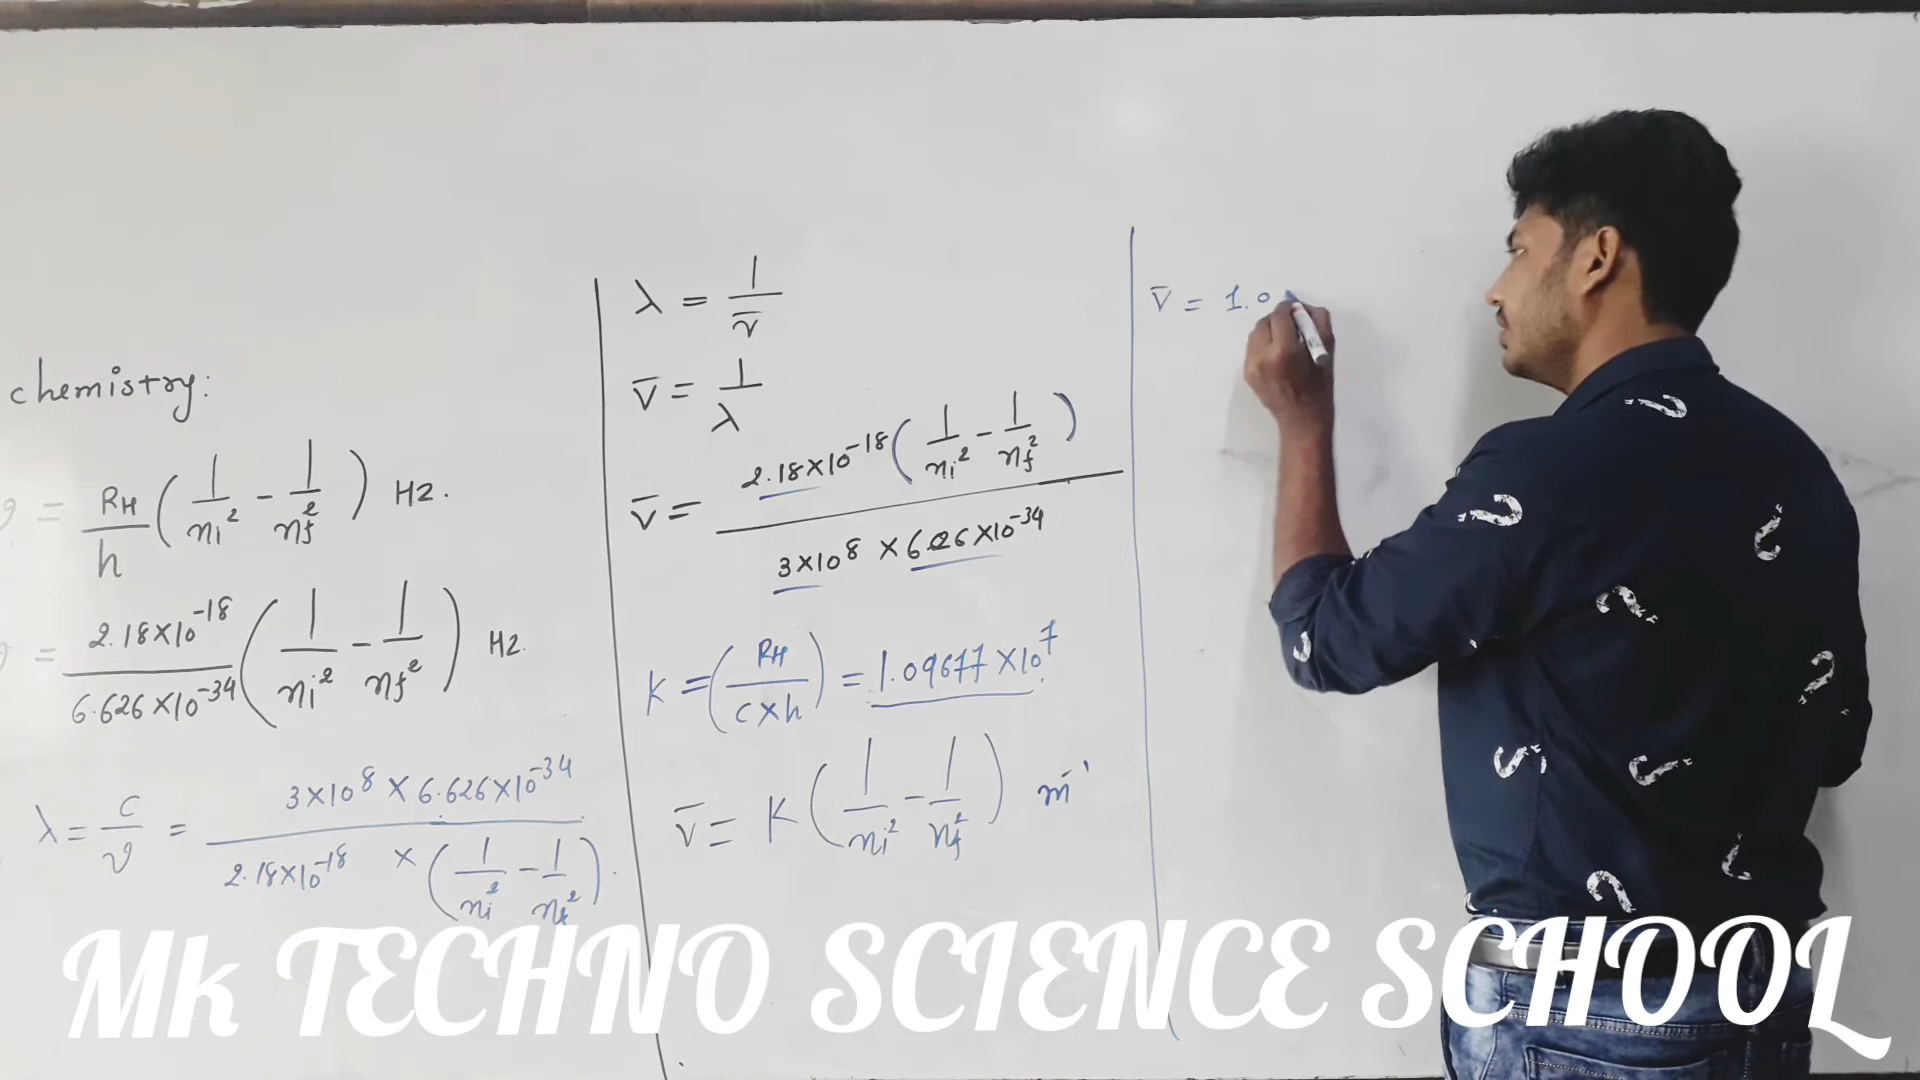 chemistry:
ν = RH/h (1/ni² - 1/nf²) HZ.
ν = 2.18×10⁻¹⁸/6.626×10⁻³⁴ (1/ni² - 1/nf²) HZ.
λ = c/ν = 3×10⁸ × 6.626×10⁻³⁴ / 2.18×10⁻¹⁸ × (1/ni² - 1/nf²).
λ = 1/ν̅
ν̅ = 1/λ
ν̅ = 2.18×10⁻¹⁸ (1/ni² - 1/nf²) / 3×10⁸ × 6.626×10⁻³⁴
K = (RH/c×h) = 1.09677×10⁷.
ν̅ = K (1/ni² - 1/nf²) m⁻¹
ν̅ = 1.0
Mk TECHNO SCIENCE SCHOOL